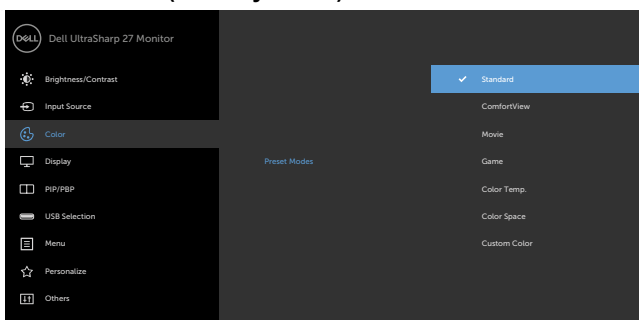 DELL Dell UltraSharp 27 Monitor
Brightness/Contrast
Input Source
Color
Display
PIP/PBP
USB Selection
Menu
Personalize
Others
Preset Modes
Standard
ComfortView
Movie
Game
Color Temp.
Color Space
Custom Color